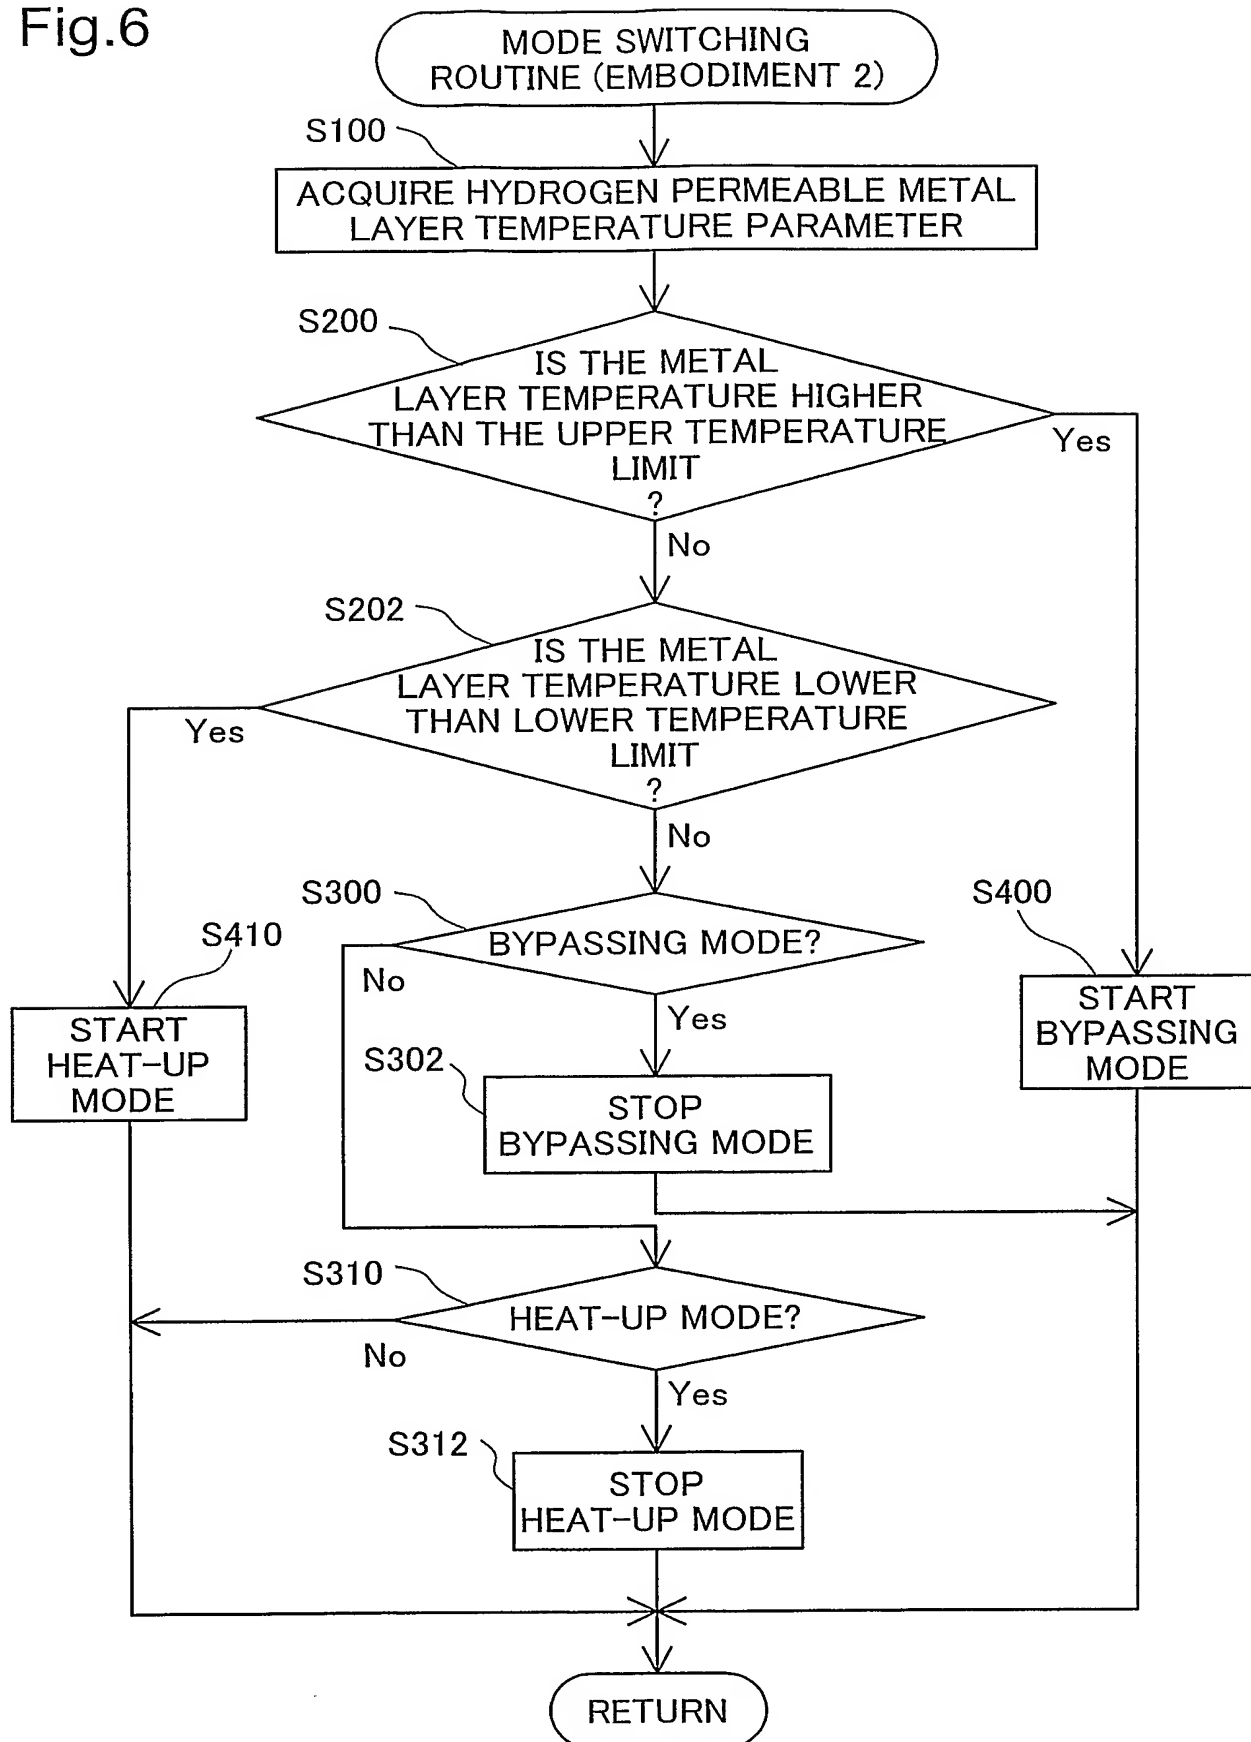 Fig.6
MODE SWITCHING
ROUTINE (EMBODIMENT 2)
S100
ACQUIRE HYDROGEN PERMEABLE METAL
LAYER TEMPERATURE PARAMETER
S200
IS THE METAL
LAYER TEMPERATURE HIGHER
THAN THE UPPER TEMPERATURE
LIMIT
?
Yes
No
S202
IS THE METAL
LAYER TEMPERATURE LOWER
THAN LOWER TEMPERATURE
LIMIT
?
Yes
No
S300
BYPASSING MODE?
No
Yes
S400
START
BYPASSING
MODE
S410
START
HEAT-UP
MODE
S302
STOP
BYPASSING MODE
S310
HEAT-UP MODE?
No
Yes
S312
STOP
HEAT-UP MODE
RETURN